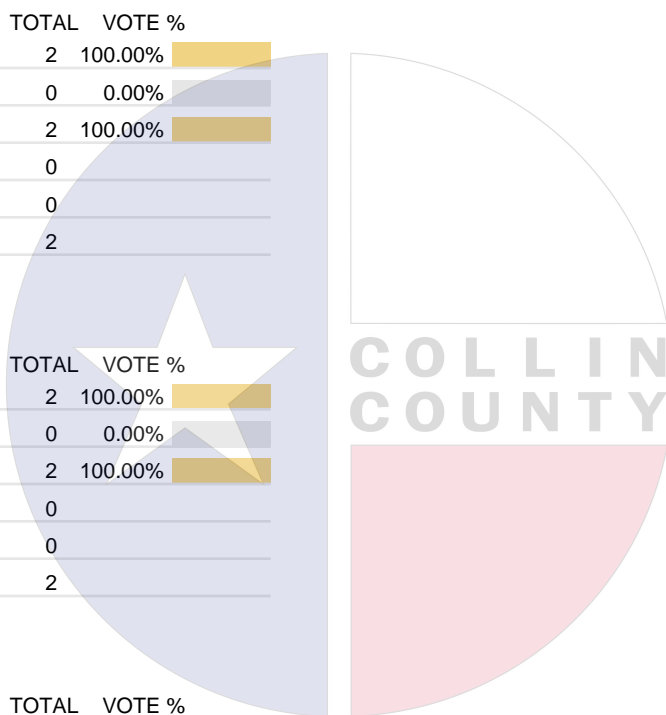 TOTAL VOTE %
2 100.00%
0 0.00%
2 100.00%
0
0
2
COLLIN
COUNTY
TOTAL VOTE %
2 100.00%
0 0.00%
2 100.00%
0
0
2
TOTAL VOTE %